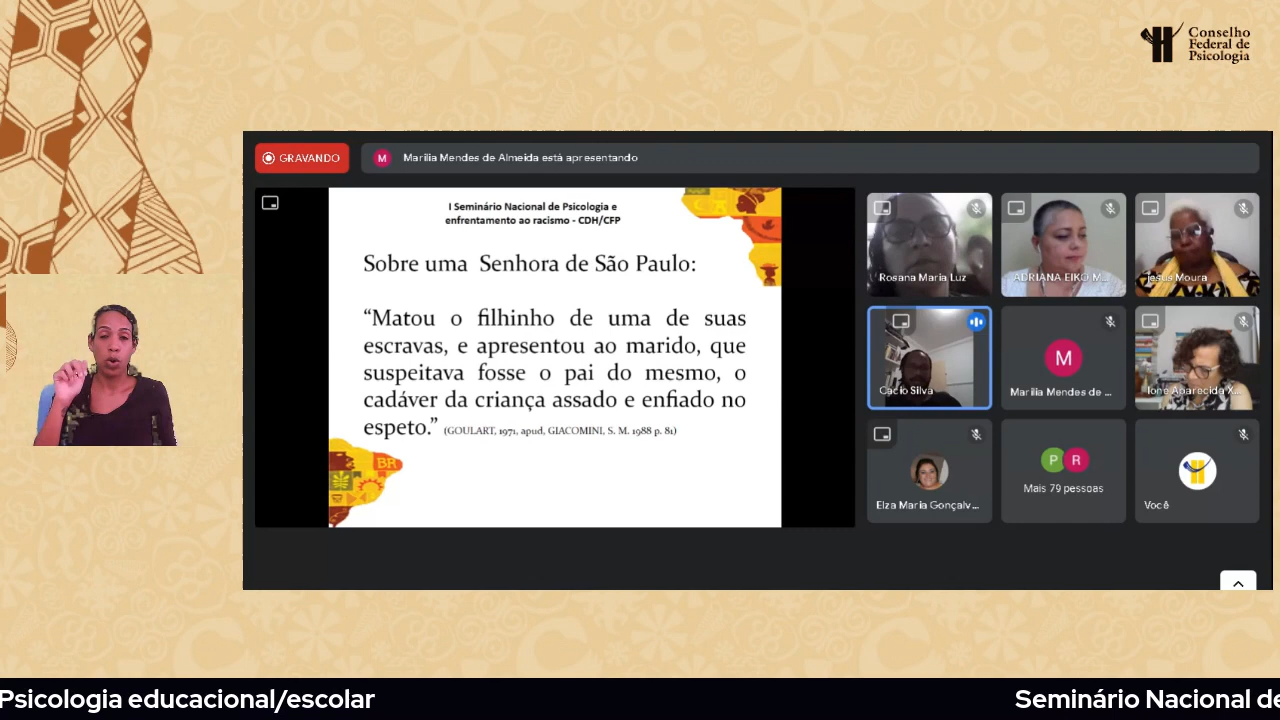 Conselho
Federal de
Psicologia
GRAVANDO
M
Marilia Mendes de Almeida está apresentando
I Seminário Nacional de Psicologia e
enfrentamento ao racismo - CDH/CFP
Sobre uma Senhora de São Paulo:
“Matou o filhinho de uma de suas
escravas, e apresentou ao marido, que
suspeitava fosse o pai do mesmo, o
cadáver da criança assado e enfiado no
espeto.” (GOULART, 1971, apud, GIACOMINI, S. M. 1988 p. 81)
BR
Rosana Maria Luz
ADRIANA EIKO M...
jesus Moura
Cacio Silva
M
Marilia Mendes de ...
Ione Aparecida X...
Elza Maria Gonçalv...
P R
Mais 79 pessoas
Você
Psicologia educacional/escolar
Seminário Nacional de